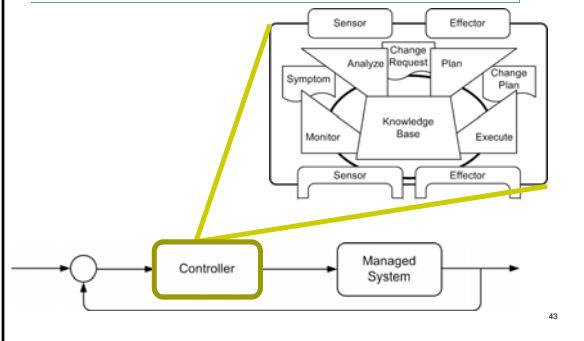 Sensor
Effector
Change
Request
Analyze
Plan
Symptom
Change
Plan
Knowledge
Base
Monitor
Execute
Sensor
Effector
Controller
Managed
System
43